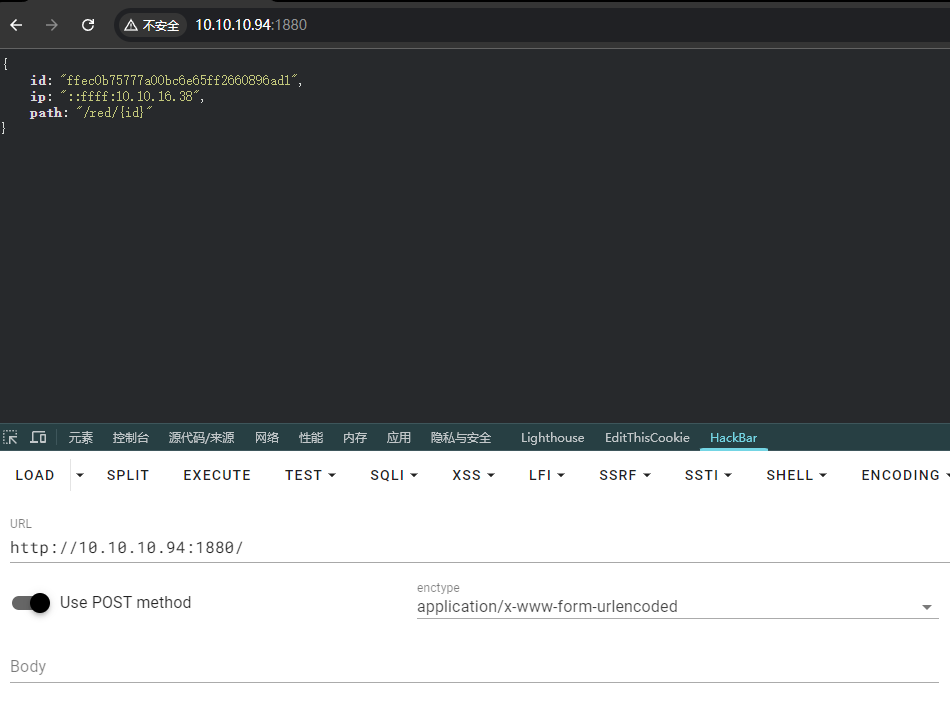 不安全 10.10.10.94:1880
{
id: "ffec0b75777a00bc6e65ff2660896ad1",
ip: "::ffff:10.10.16.38",
path: "/red/{id}"
}
元素 控制台 源代码/来源 网络 性能 内存 应用 隐私与安全 Lighthouse EditThisCookie HackBar
LOAD SPLIT EXECUTE TEST SQLI XSS LFI SSRF SSTI SHELL ENCODING
URL
http://10.10.10.94:1880/
enctype
Use POST method application/x-www-form-urlencoded
Body